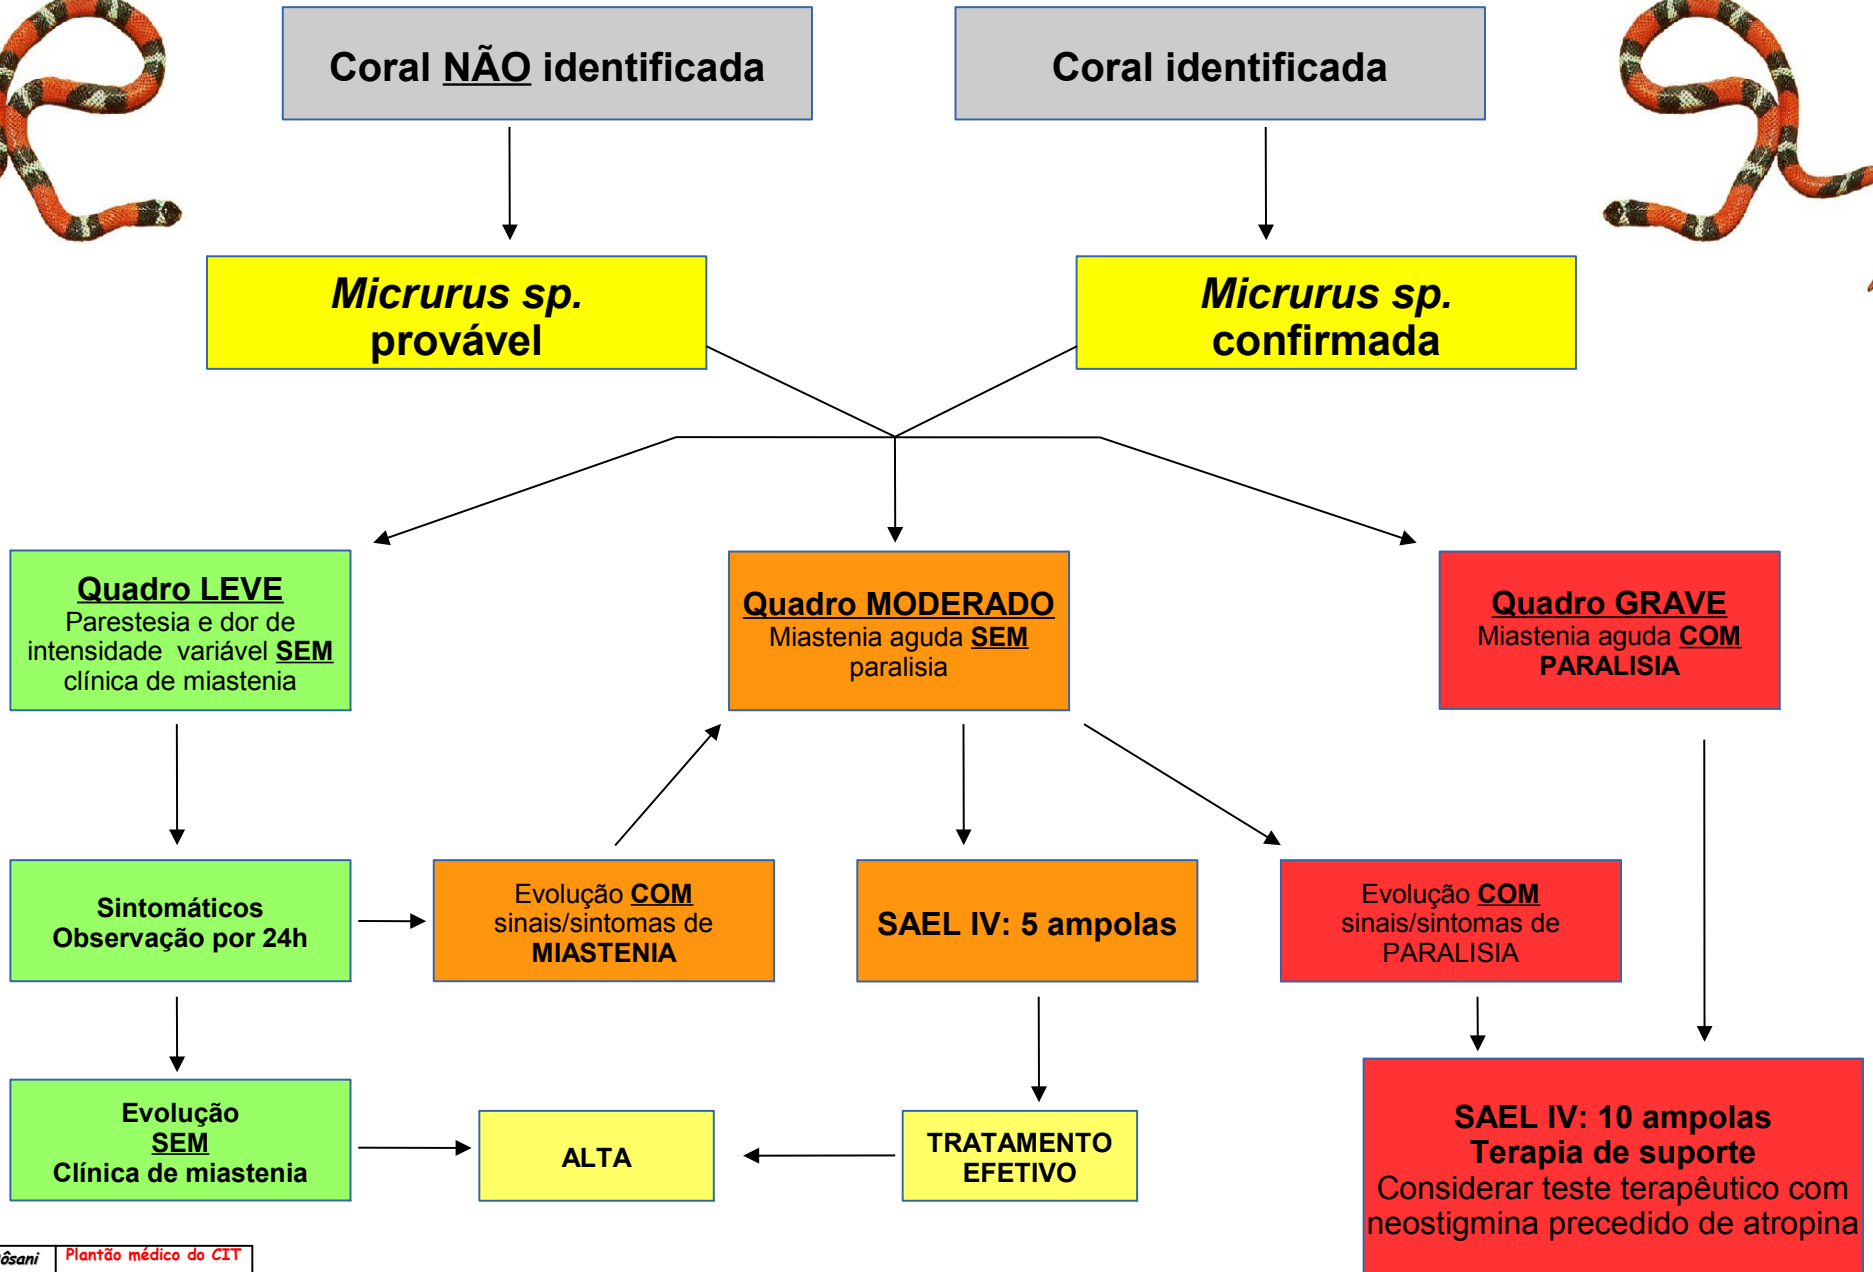 Coral NÃO identificada
Coral identificada
Micrurus sp.
provável
Micrurus sp.
confirmada
Quadro LEVE
Parestesia e dor de
intensidade variável SEM
clínica de miastenia
Quadro MODERADO
Miastenia aguda SEM
paralisia
Quadro GRAVE
Miastenia aguda COM
PARALISIA
Sintomáticos
Observação por 24h
Evolução COM
sinais/sintomas de
MIASTENIA
SAEL IV: 5 ampolas
Evolução COM
sinais/sintomas de
PARALISIA
Evolução
SEM
Clínica de miastenia
ALTA
TRATAMENTO
EFETIVO
SAEL IV: 10 ampolas
Terapia de suporte
Considerar teste terapêutico com
neostigmina precedido de atropina
Plantão médico do CIT